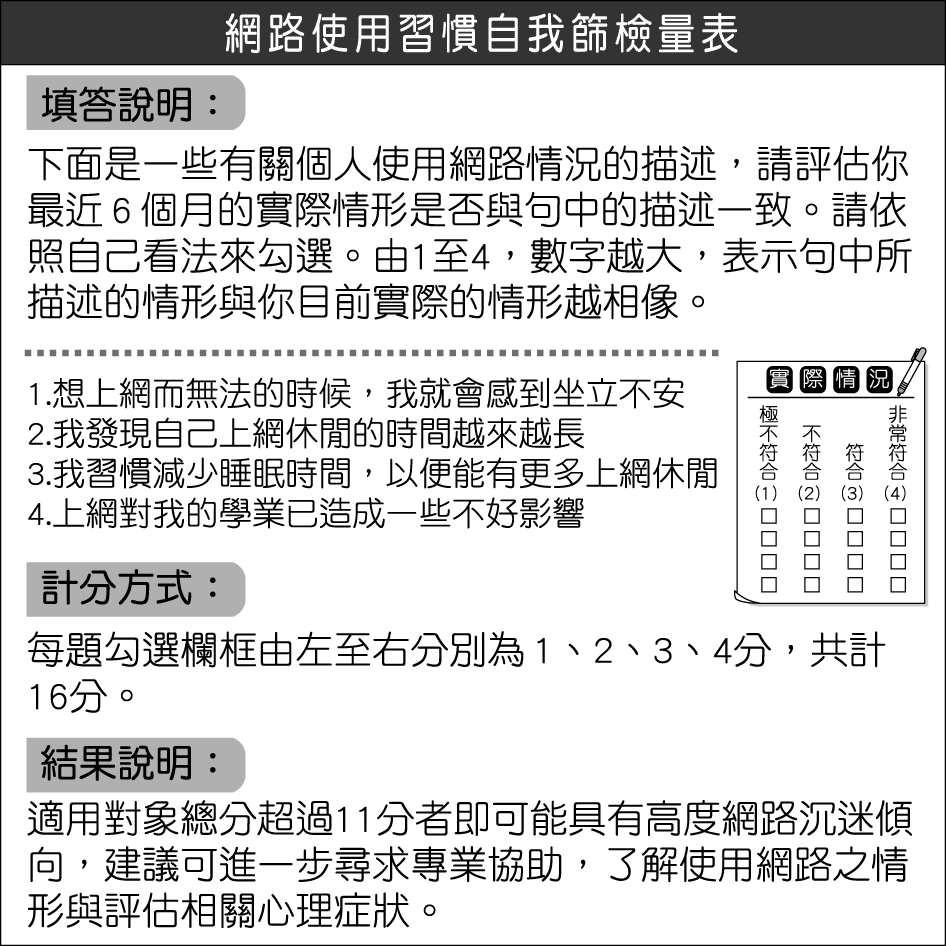 網路使用習慣自我篩檢量表
填答說明：
下面是一些有關個人使用網路情況的描述，請評估你
最近 6 個月的實際情形是否與句中的描述一致。請依
照自己看法來勾選。由1至4，數字越大，表示句中所
描述的情形與你目前實際的情形越相像。
1.想上網而無法的時候，我就會感到坐立不安
2.我發現自己上網休閒的時間越來越長
3.我習慣減少睡眠時間，以便能有更多上網休閒
4.上網對我的學業已造成一些不好影響
實際情況
極不符合
(1)
不符合
(2)
符合
(3)
非常符合
(4)
□ □ □ □
□ □ □ □
□ □ □ □
□ □ □ □
計分方式：
每題勾選欄框由左至右分別為 1、2、3、4分，共計
16分。
結果說明：
適用對象總分超過11分者即可能具有高度網路沉迷傾
向，建議可進一步尋求專業協助，了解使用網路之情
形與評估相關心理症狀。